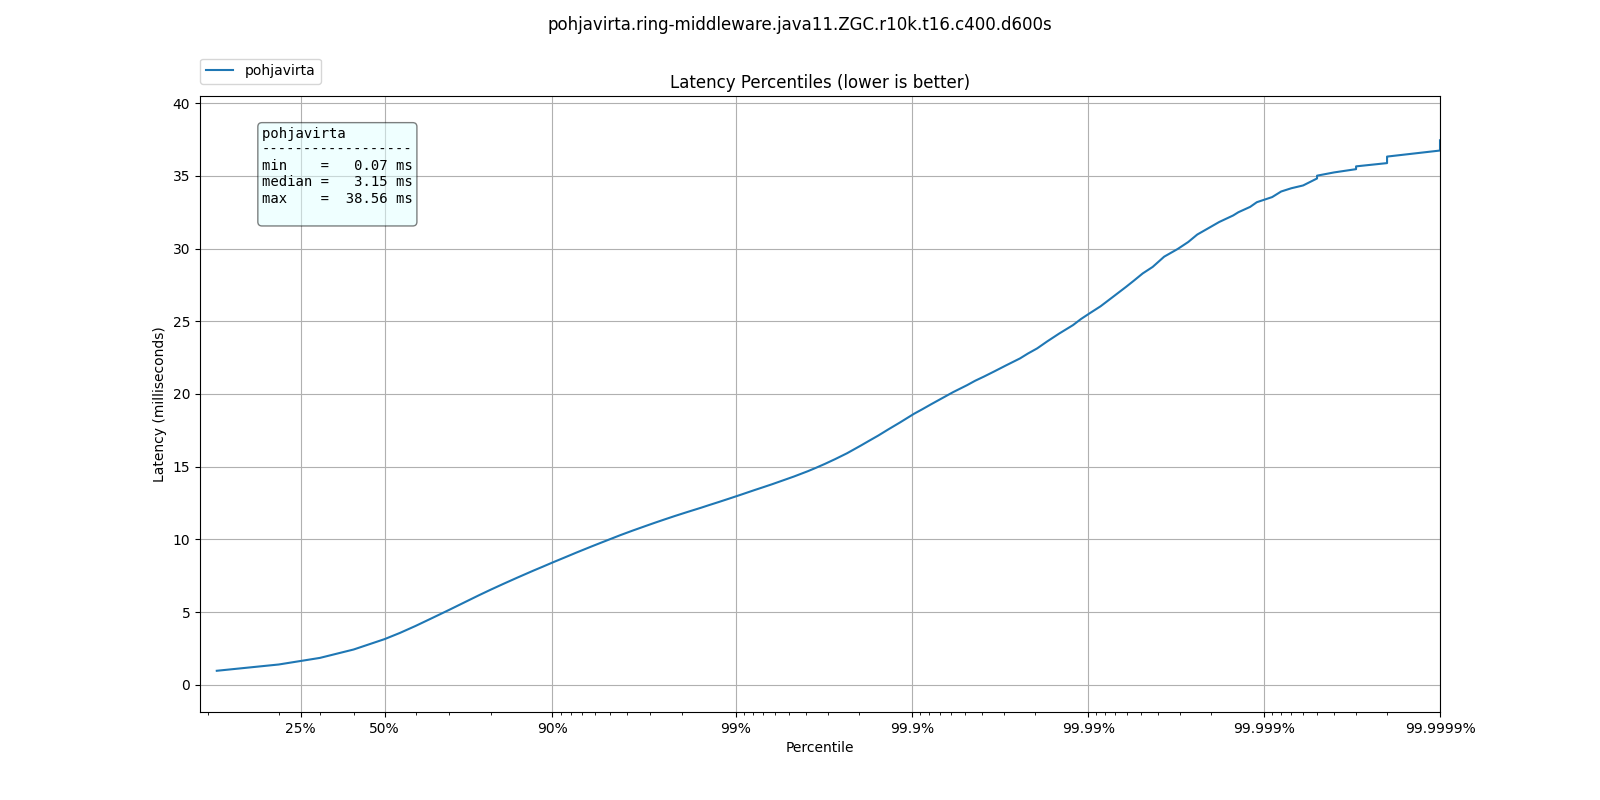 pohjavirta.ring-middleware.java11.ZGC.r10k.t16.c400.d600s
pohjavirta
Latency Percentiles (lower is better)
pohjavirta
------------------
min    =   0.07 ms
median =   3.15 ms
max    =  38.56 ms
40
35
30
25
20
15
10
5
0
Latency (milliseconds)
25% 50% 90% 99% 99.9% 99.99% 99.999% 99.9999%
Percentile